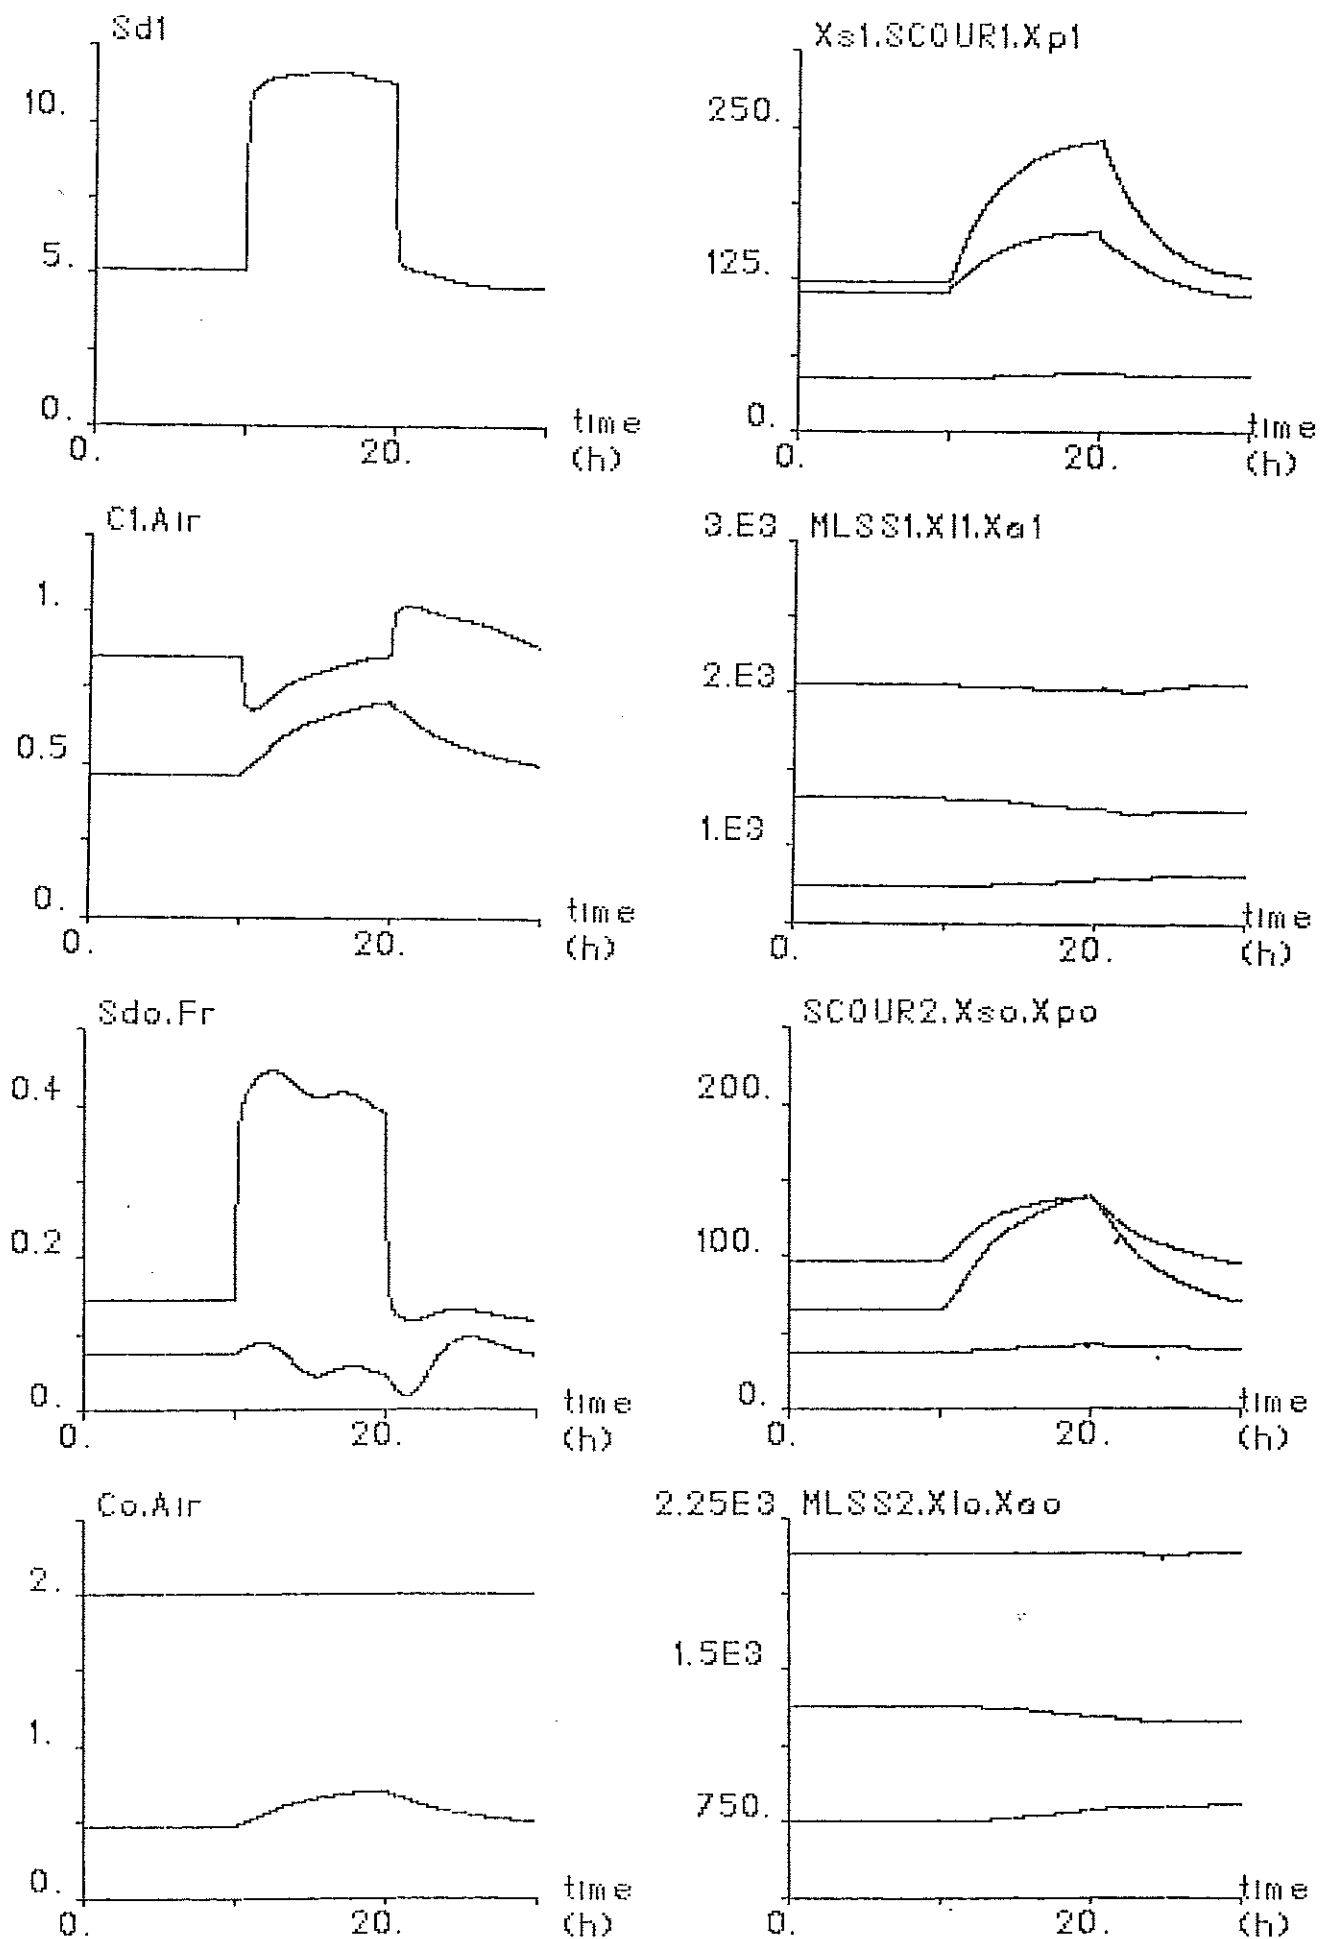 Sd1
10.
5.
0.
0.
20.
time
(h)
Xs1.SCOUR1.Xp1
250.
125.
0.
0.
20.
time
(h)
C1.Air
1.
0.5
0.
0.
20.
time
(h)
3.E3 MLSS1.Xl1.Xa1
2.E3
1.E3
0.
20.
time
(h)
Sdo.Fr
0.4
0.2
0.
0.
20.
time
(h)
SCOUR2.Xso.Xpo
200.
100.
0.
0.
20.
time
(h)
Co.Air
2.
1.
0.
0.
20.
time
(h)
2.25E3 MLSS2.Xlo.Xao
1.5E3
750.
0.
20.
time
(h)